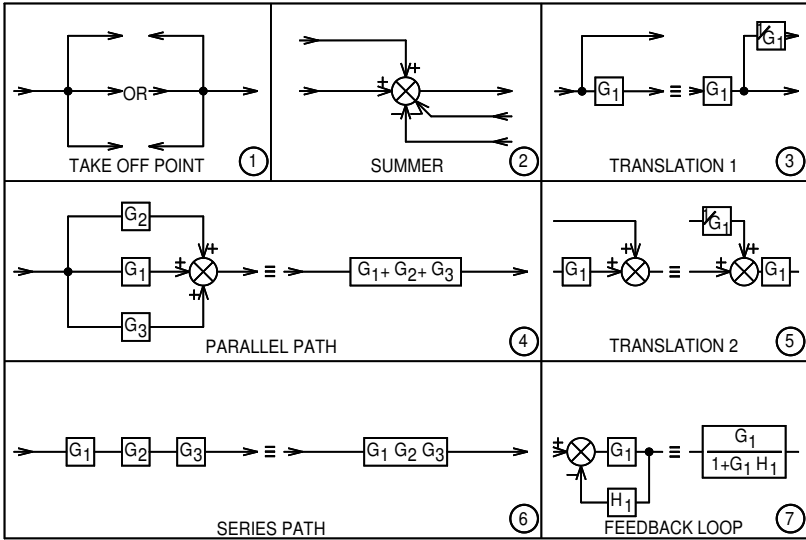 OR
TAKE OFF POINT 1
+
+
−
−
SUMMER 2
G1 ≡ G1 1/G1
TRANSLATION 1 3
G2
G1 + + ≡ G1+ G2+ G3
G3 +
PARALLEL PATH 4
1/G1
G1 + + ≡ + + G1
TRANSLATION 2 5
G1 G2 G3 ≡ G1 G2 G3
SERIES PATH 6
+ G1 ≡ G1
− 1+G1 H1
H1
FEEDBACK LOOP 7